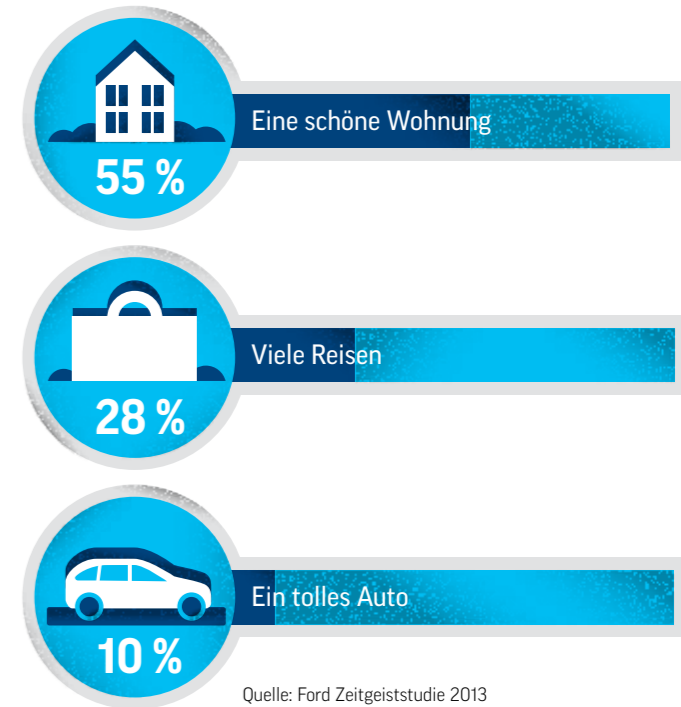 Eine schöne Wohnung
55 %
Viele Reisen
28 %
Ein tolles Auto
10 %
Quelle: Ford Zeitgeiststudie 2013